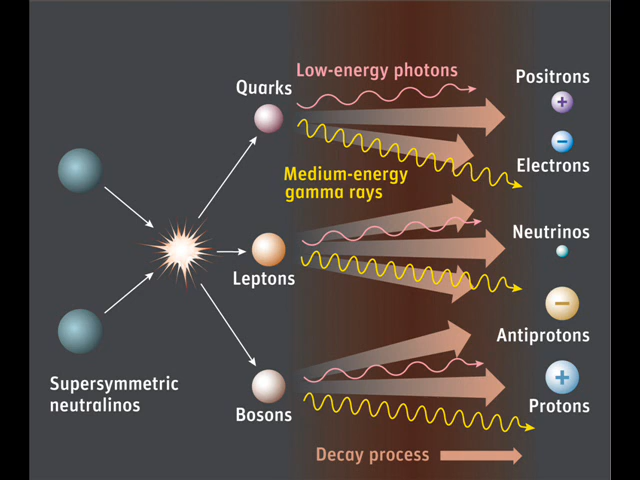 Low-energy photons
Positrons
Quarks
+
−
Electrons
Medium-energy
gamma rays
Neutrinos
Leptons
−
Antiprotons
Supersymmetric
neutralinos
+
Bosons
Protons
Decay process